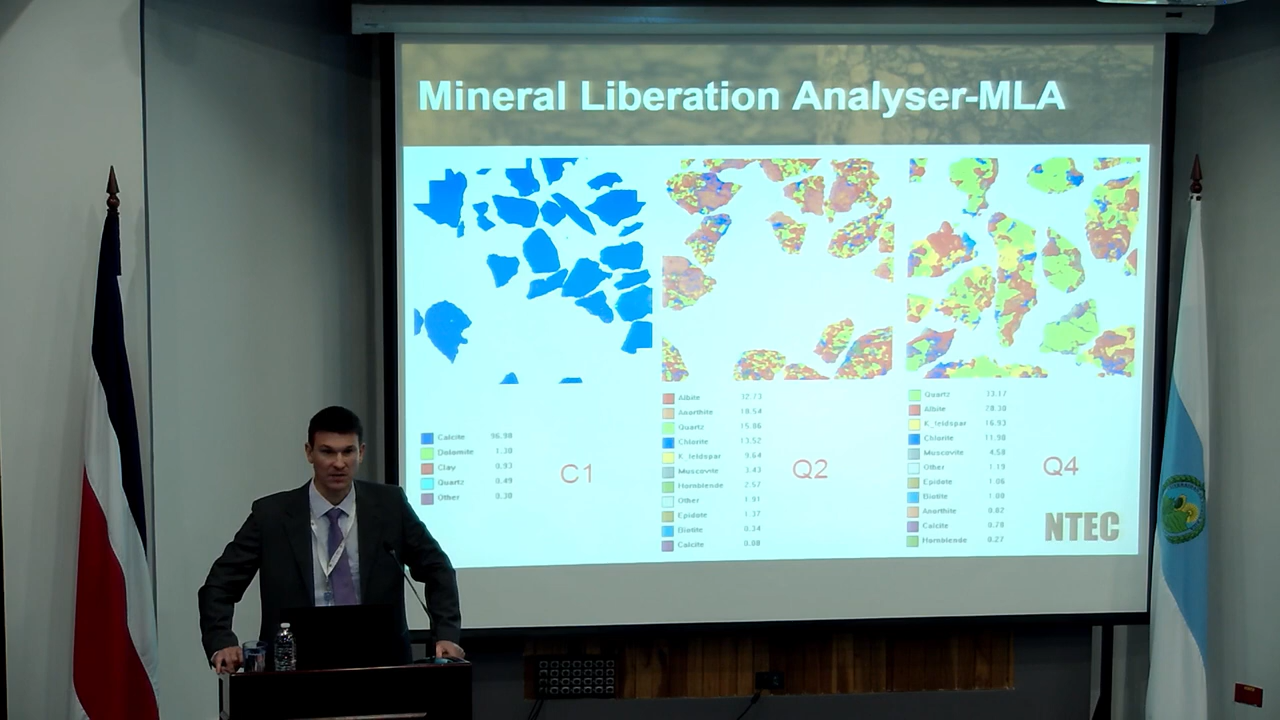 Mineral Liberation Analyser-MLA
Calcite 96.90
Dolomite 1.30
Clay 0.93
Quartz 0.49
Other 0.38
C1
Albite 32.73
Anorthite 18.54
Quartz 15.86
Chlorite 13.52
K_feldspar 9.64
Muscovite 3.43
Hornblende 2.57
Other 1.91
Epidote 1.37
Biotite 0.34
Calcite 0.08
Q2
Quartz 33.17
Albite
K_feldspar 16.93
Chlorite 11.98
Muscovite 4.58
Other 1.19
Epidote 1.06
Biotite 1.00
Anorthite 0.82
Calcite 0.78
Hornblende 0.27
Q4
NTEC